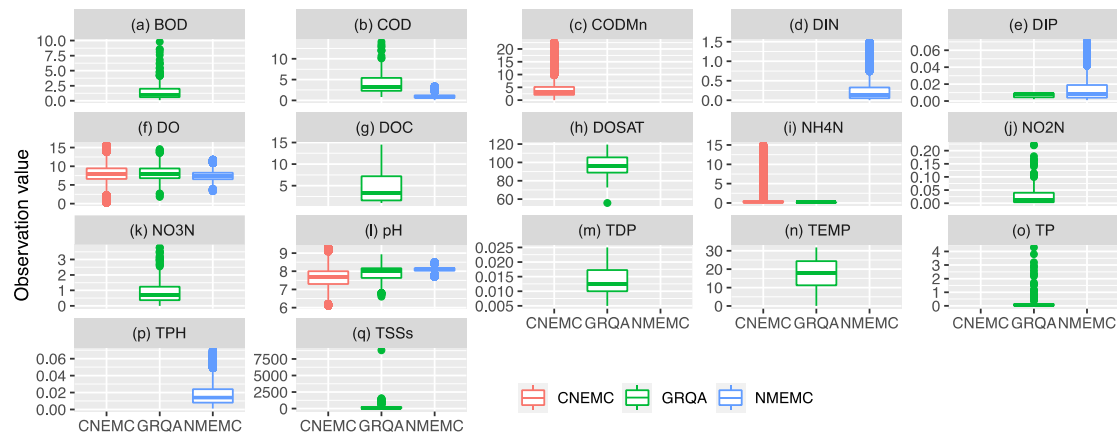 (a) BOD
(b) COD
(c) CODMn
(d) DIN
(e) DIP
10.0
7.5
5.0
2.5
0.0
10
5
0
20
15
10
5
0
1.5
1.0
0.5
0.0
0.06
0.04
0.02
0.00
(f) DO
(g) DOC
(h) DOSAT
(i) NH4N
(j) NO2N
15
10
5
0
15
10
5
120
100
80
60
15
10
5
0
0.20
0.15
0.10
0.05
0.00
(k) NO3N
(l) pH
(m) TDP
(n) TEMP
(o) TP
3
2
1
0
9
8
7
6
0.025
0.020
0.015
0.010
0.005
30
20
10
0
4
3
2
1
0
(p) TPH
(q) TSSs
0.06
0.04
0.02
0.00
7500
5000
2500
0
CNEMC GRQA NMEMC
CNEMC GRQA NMEMC
CNEMC GRQA NMEMC
CNEMC GRQA NMEMC
CNEMC GRQA NMEMC
Observation value
CNEMC GRQA NMEMC